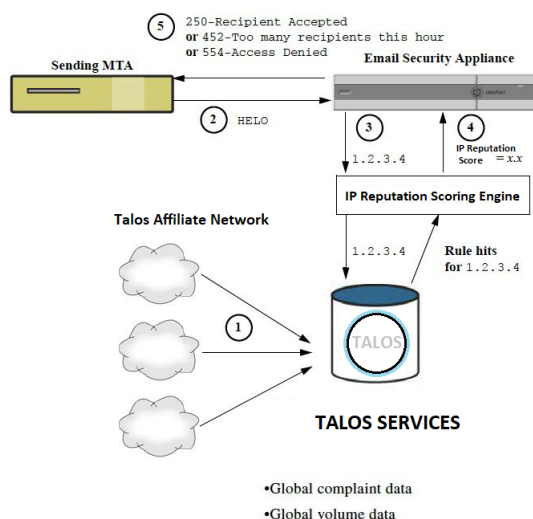 5
250-Recipient Accepted
or 452-Too many recipients this hour
or 554-Access Denied
Sending MTA
Email Security Appliance
2 HELO
3
4
1.2.3.4
IP Reputation
Score = x.x
IP Reputation Scoring Engine
Talos Affiliate Network
1.2.3.4
Rule hits
for 1.2.3.4
1
TALOS
TALOS SERVICES
•Global complaint data
•Global volume data